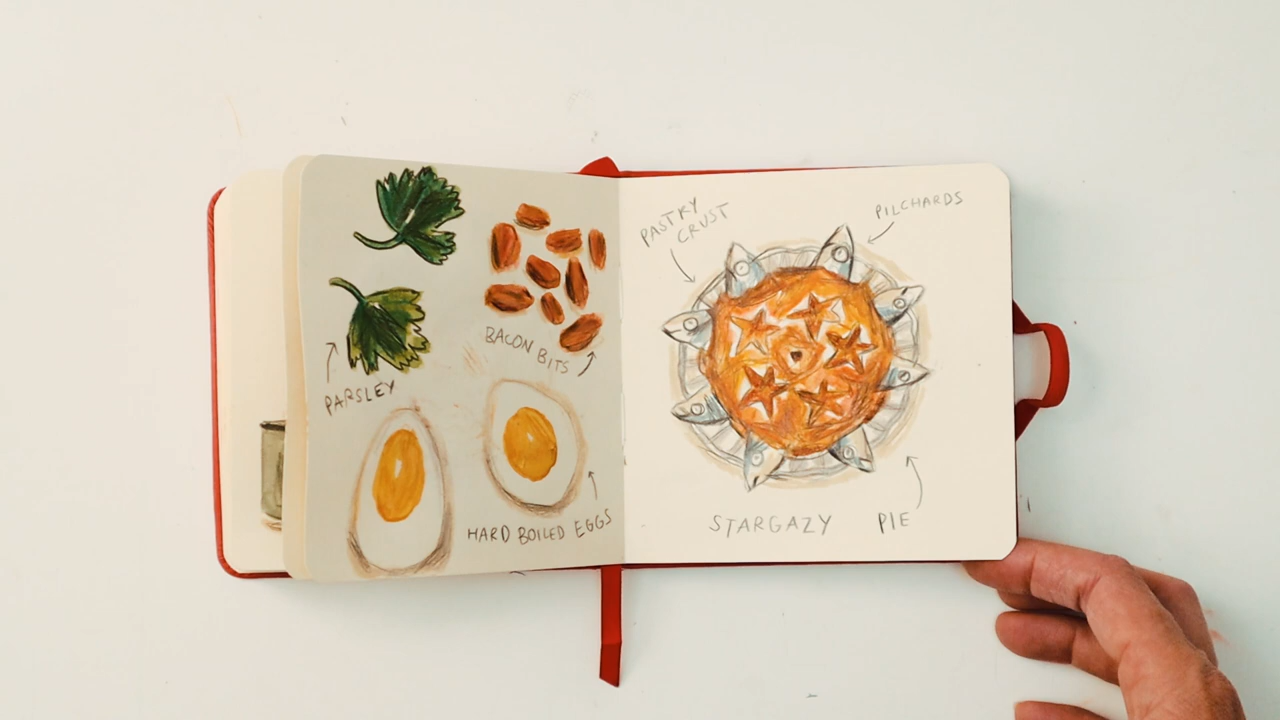 PARSLEY
BACON BITS
HARD BOILED EGGS
PASTRY
CRUST
PILCHARDS
STARGAZY PIE